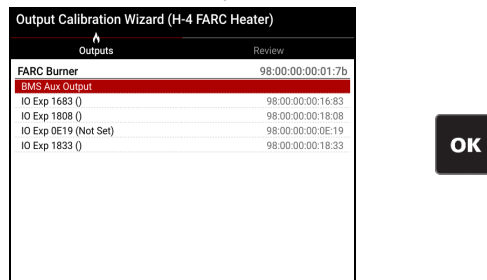 Output Calibration Wizard (H-4 FARC Heater)
Outputs Review
FARC Burner 98:00:00:00:01:7b
BMS Aux Output
IO Exp 1683 () 98:00:00:00:16:83
IO Exp 1808 () 98:00:00:00:18:08
IO Exp 0E19 (Not Set) 98:00:00:00:0E:19
IO Exp 1833 () 98:00:00:00:18:33
OK